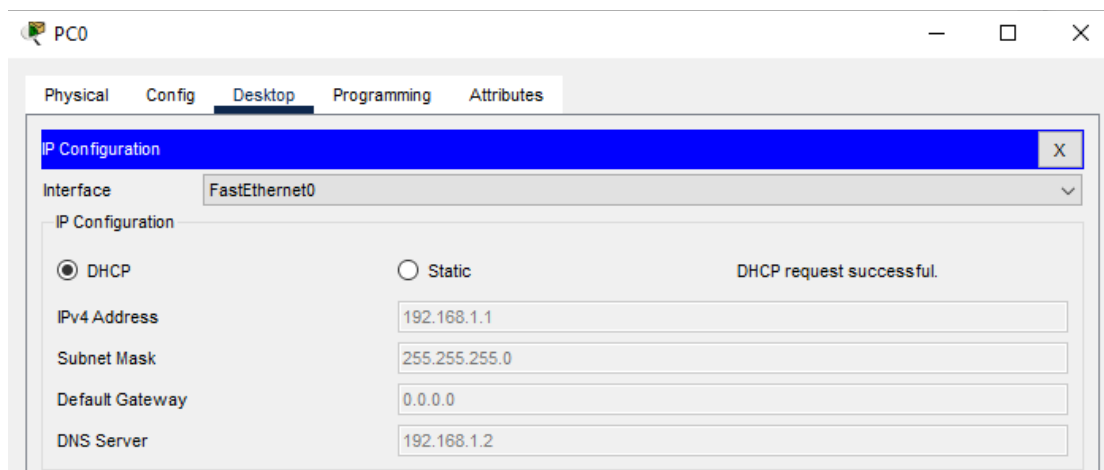 PC0
Physical Config Desktop Programming Attributes
IP Configuration X
Interface FastEthernet0
IP Configuration
DHCP Static DHCP request successful.
IPv4 Address 192.168.1.1
Subnet Mask 255.255.255.0
Default Gateway 0.0.0.0
DNS Server 192.168.1.2